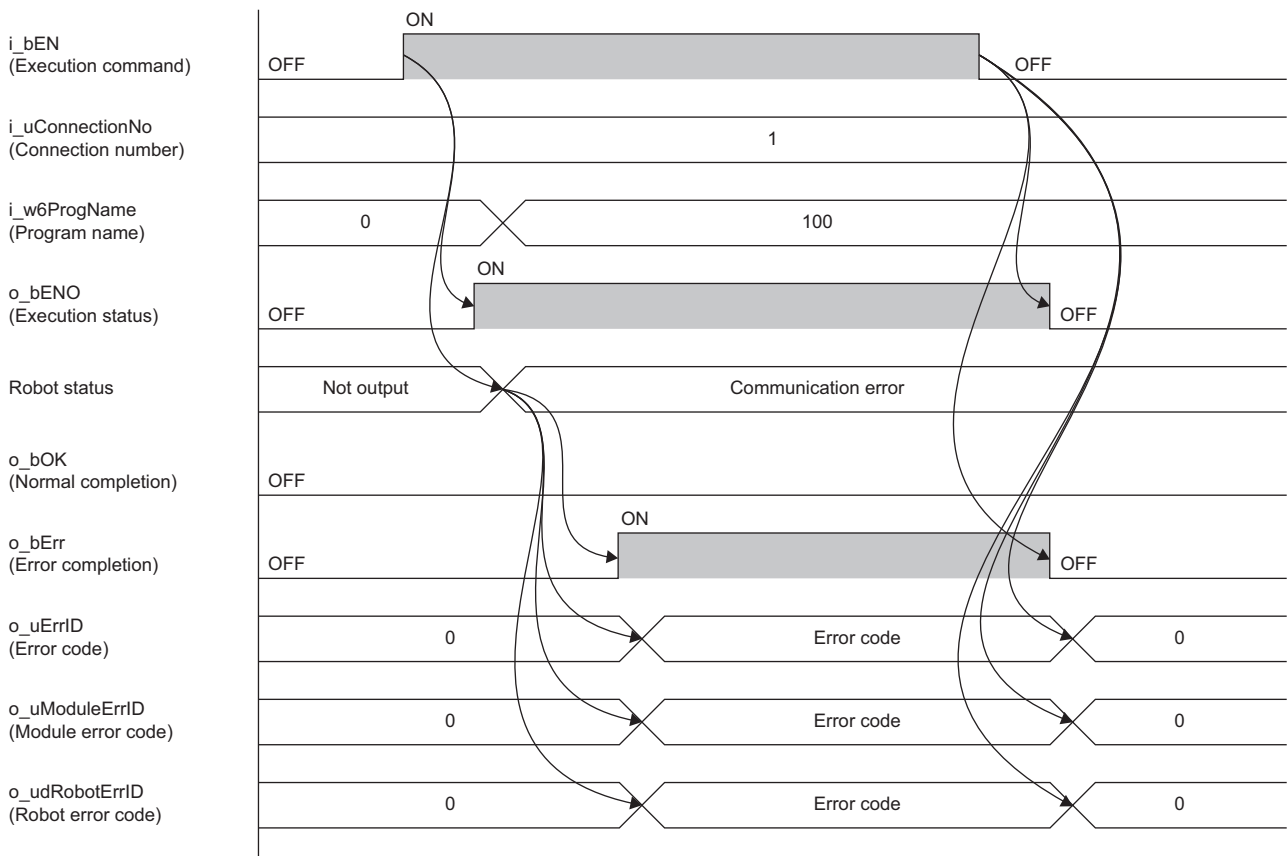 ON
i_bEN
(Execution command)
OFF
OFF
i_uConnectionNo
(Connection number)
1
i_w6ProgName
(Program name)
0
100
ON
o_bENO
(Execution status)
OFF
OFF
Robot status
Not output
Communication error
o_bOK
(Normal completion)
OFF
ON
o_bErr
(Error completion)
OFF
OFF
o_uErrID
(Error code)
0
Error code
0
o_uModuleErrID
(Module error code)
0
Error code
0
o_udRobotErrID
(Robot error code)
0
Error code
0